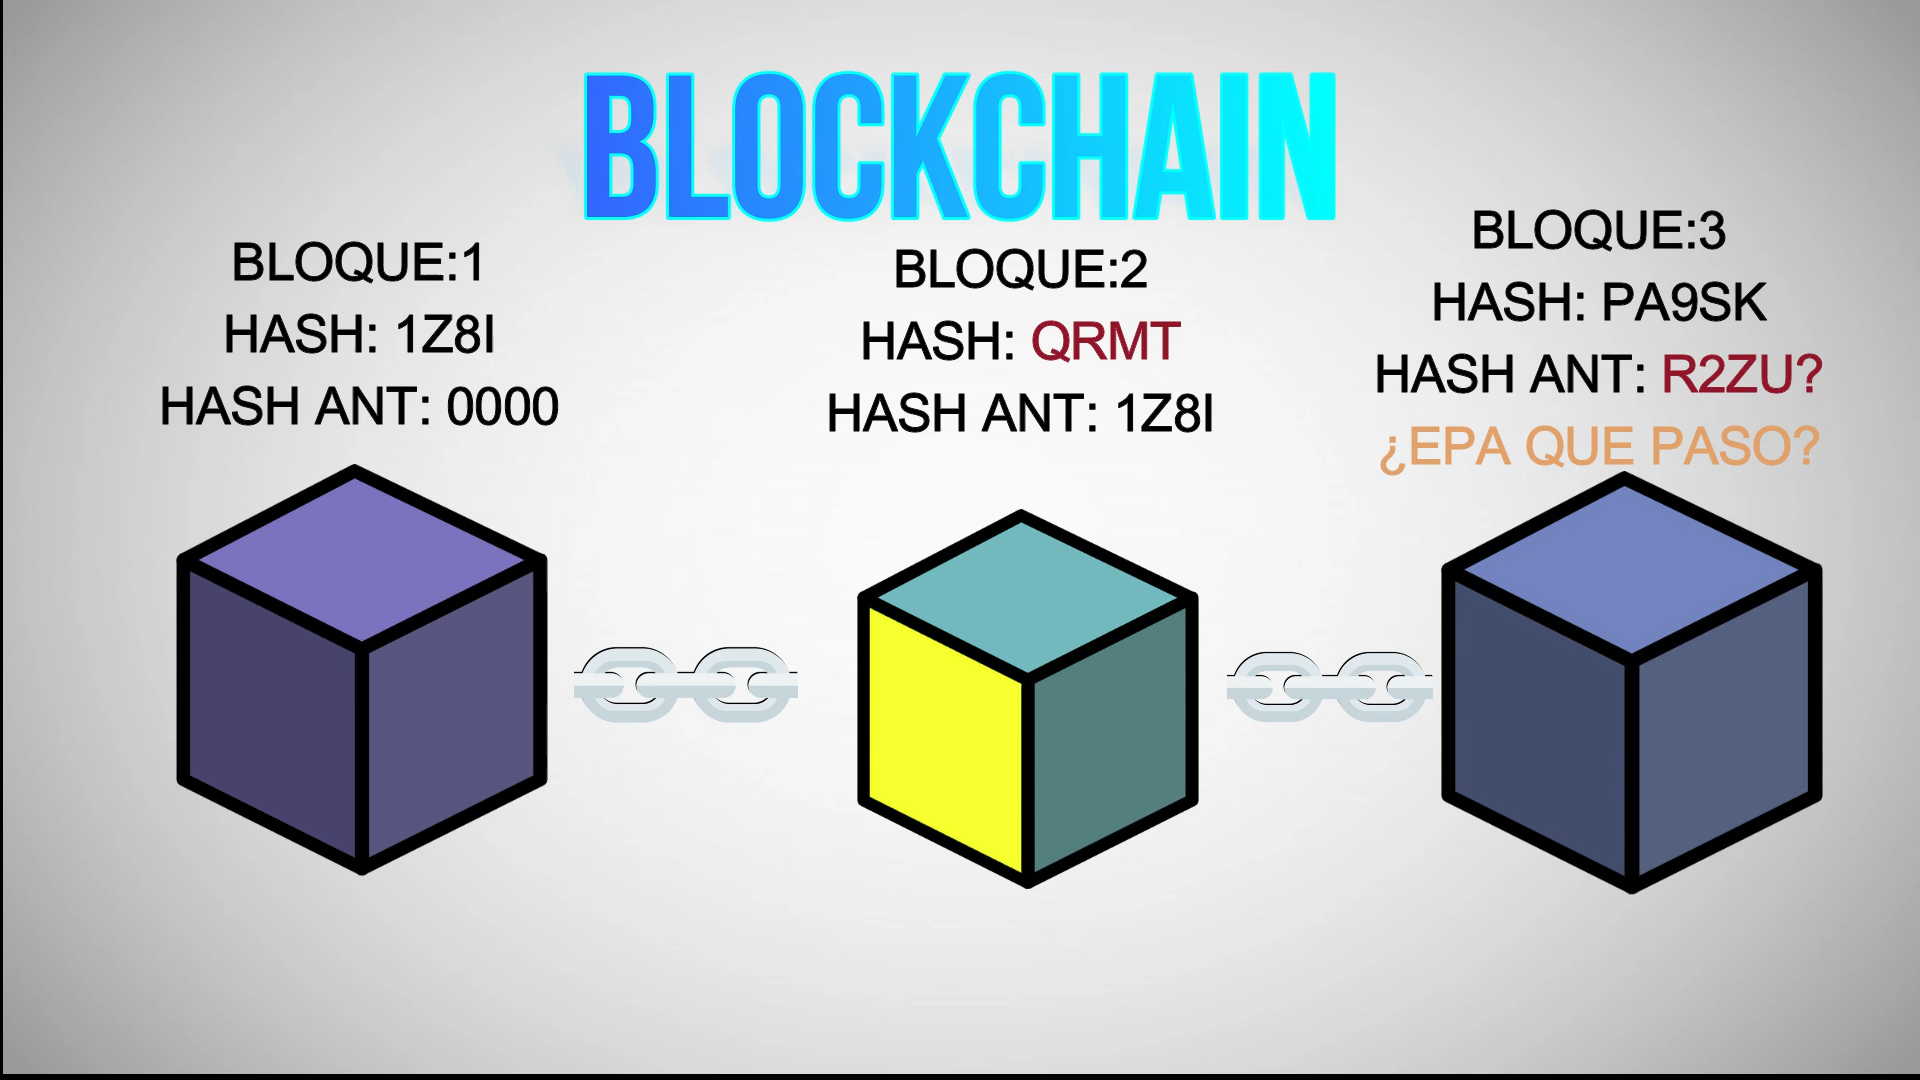 BLOCKCHAIN
BLOQUE:1
HASH: 1Z8I
HASH ANT: 0000
BLOQUE:2
HASH: QRMT
HASH ANT: 1Z8I
BLOQUE:3
HASH: PA9SK
HASH ANT: R2ZU?
¿EPA QUE PASO?